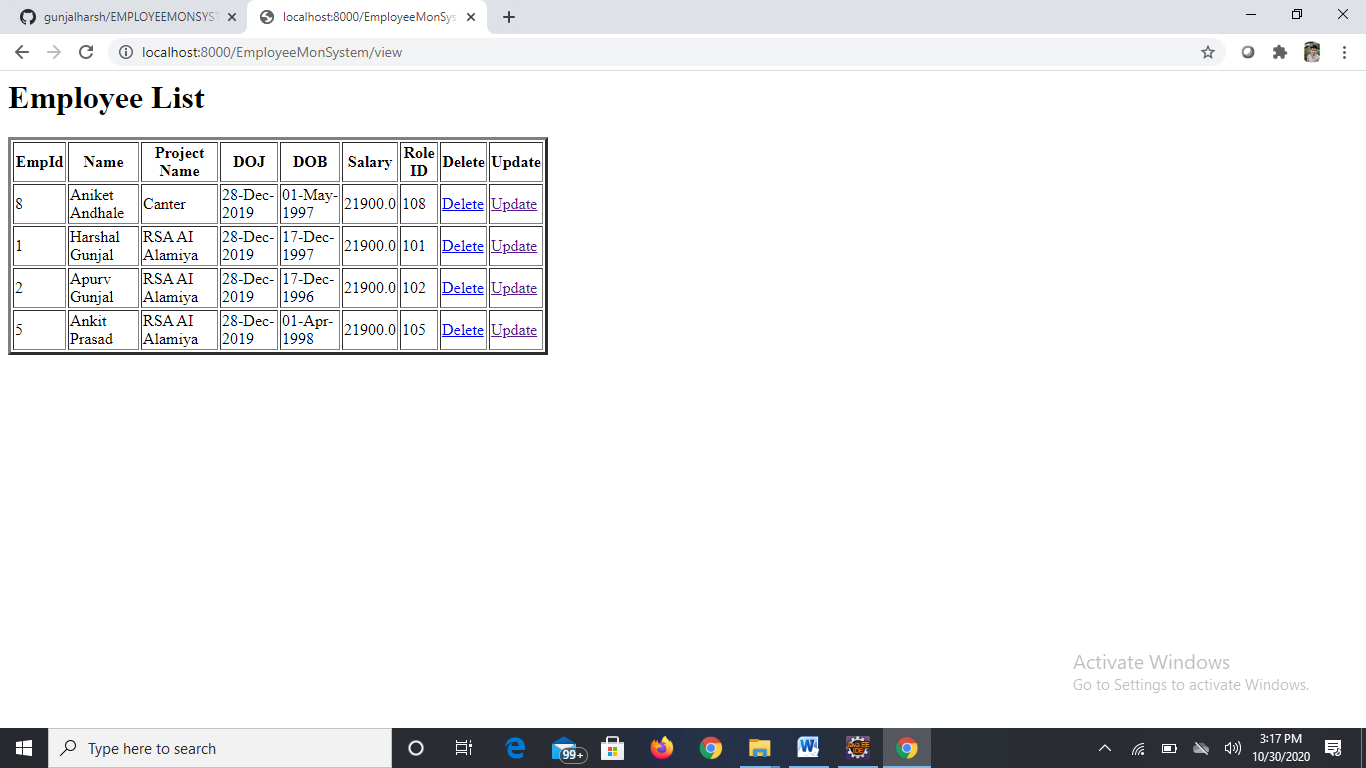 gunjalharsh/EMPLOYEEMONSYST
localhost:8000/EmployeeMonSys
localhost:8000/EmployeeMonSystem/view
Employee List
EmpId Name Project Name DOJ DOB Salary Role ID Delete Update
8 Aniket Andhale Canter 28-Dec-2019 01-May-1997 21900.0 108 Delete Update
1 Harshal Gunjal RSA AI Alamiya 28-Dec-2019 17-Dec-1997 21900.0 101 Delete Update
2 Apurv Gunjal RSA AI Alamiya 28-Dec-2019 17-Dec-1996 21900.0 102 Delete Update
5 Ankit Prasad RSA AI Alamiya 28-Dec-2019 01-Apr-1998 21900.0 105 Delete Update
Activate Windows
Go to Settings to activate Windows.
Type here to search
99+
Java EE
IDE
3:17 PM
10/30/2020